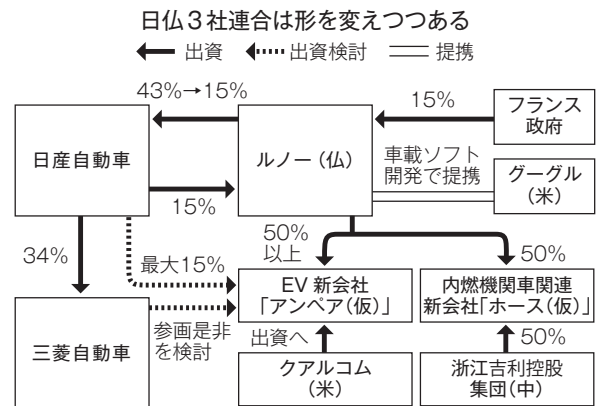 日仏3社連合は形を変えつつある
出資 出資検討 提携
43%→15%
15%
フランス
政府
日産自動車
ルノー(仏)
車載ソフト
開発で提携
グーグル
(米)
15%
34%
最大15%
50%
以上
50%
EV新会社
「アンペア(仮)」
内燃機関車関連
新会社「ホース(仮)」
三菱自動車
参画是非
を検討
出資へ
50%
クアルコム
(米)
浙江吉利控股
集団(中)